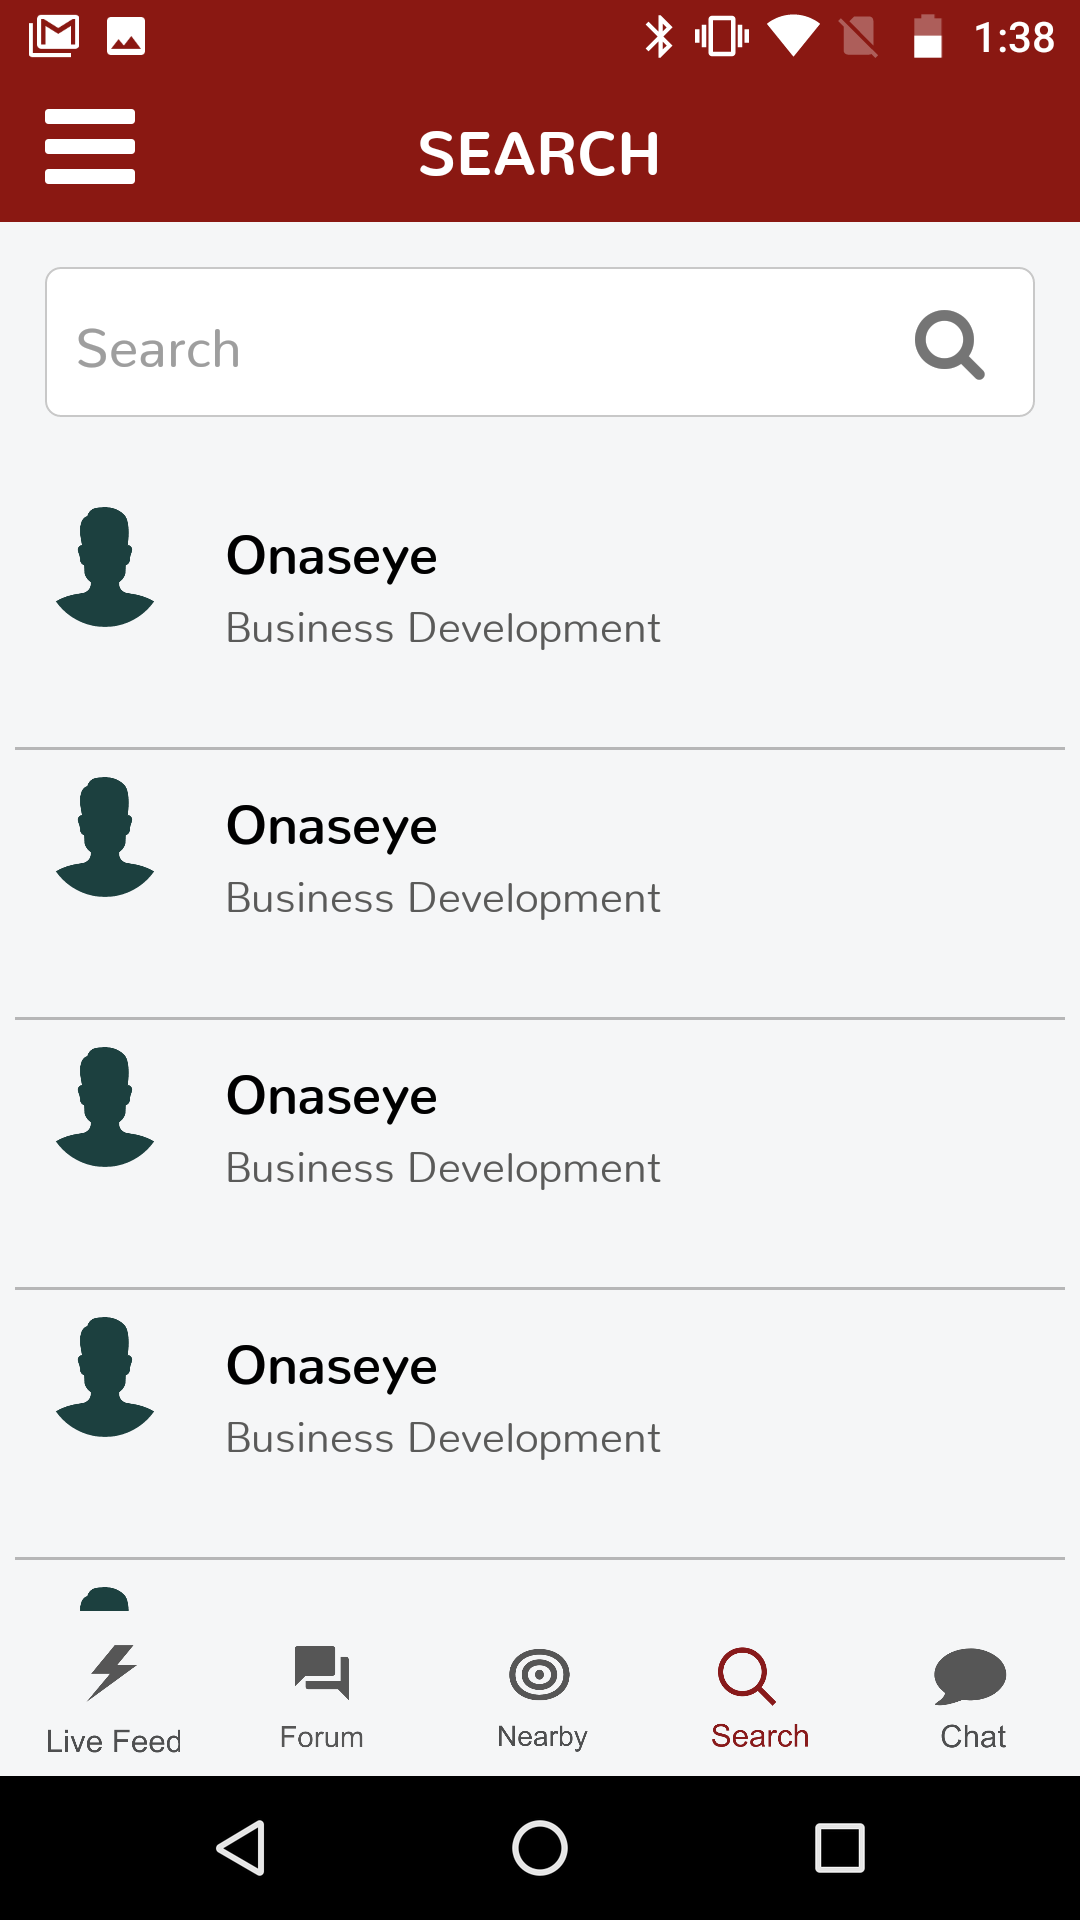 1:38
SEARCH
Search
Onaseye
Business Development
Onaseye
Business Development
Onaseye
Business Development
Onaseye
Business Development
Live Feed
Forum
Nearby
Search
Chat